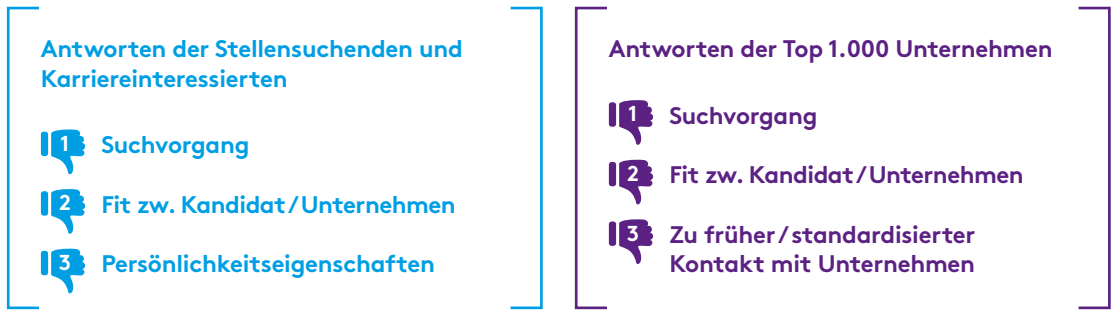 Antworten der Stellensuchenden und
Karriereinteressierten
1 Suchvorgang
2 Fit zw. Kandidat/Unternehmen
3 Persönlichkeitseigenschaften
Antworten der Top 1.000 Unternehmen
1 Suchvorgang
2 Fit zw. Kandidat/Unternehmen
3 Zu früher/standardisierter
Kontakt mit Unternehmen